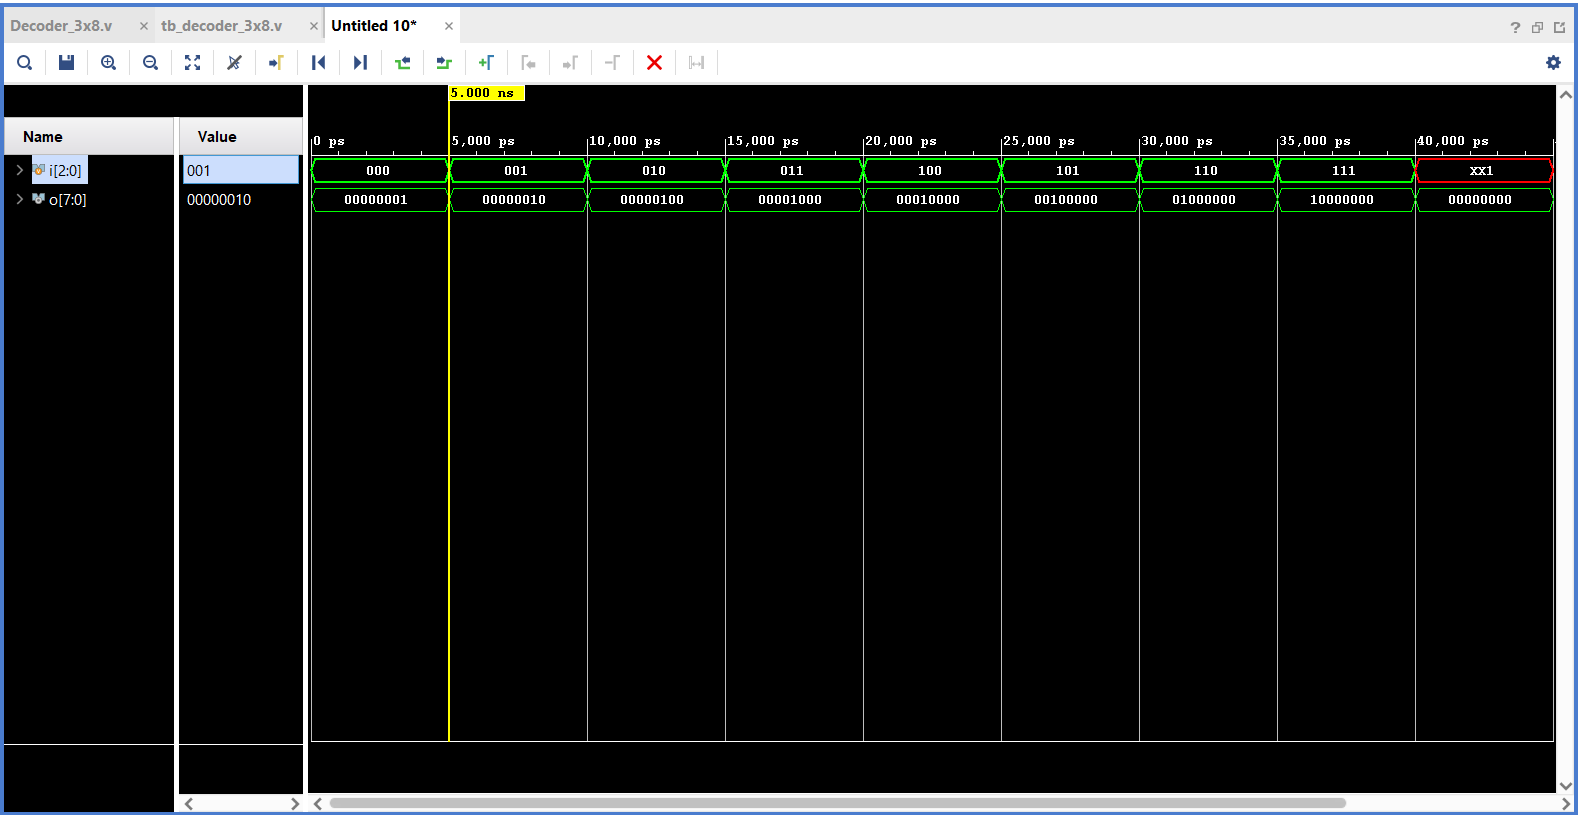 Decoder_3x8.v × tb_decoder_3x8.v × Untitled 10* ×
?
5.000 ns
Name Value
0 ps 5,000 ps 10,000 ps 15,000 ps 20,000 ps 25,000 ps 30,000 ps 35,000 ps 40,000 ps
i[2:0] 001 000 001 010 011 100 101 110 111 XX1
o[7:0] 00000010 00000001 00000010 00000100 00001000 00010000 00100000 01000000 10000000 00000000